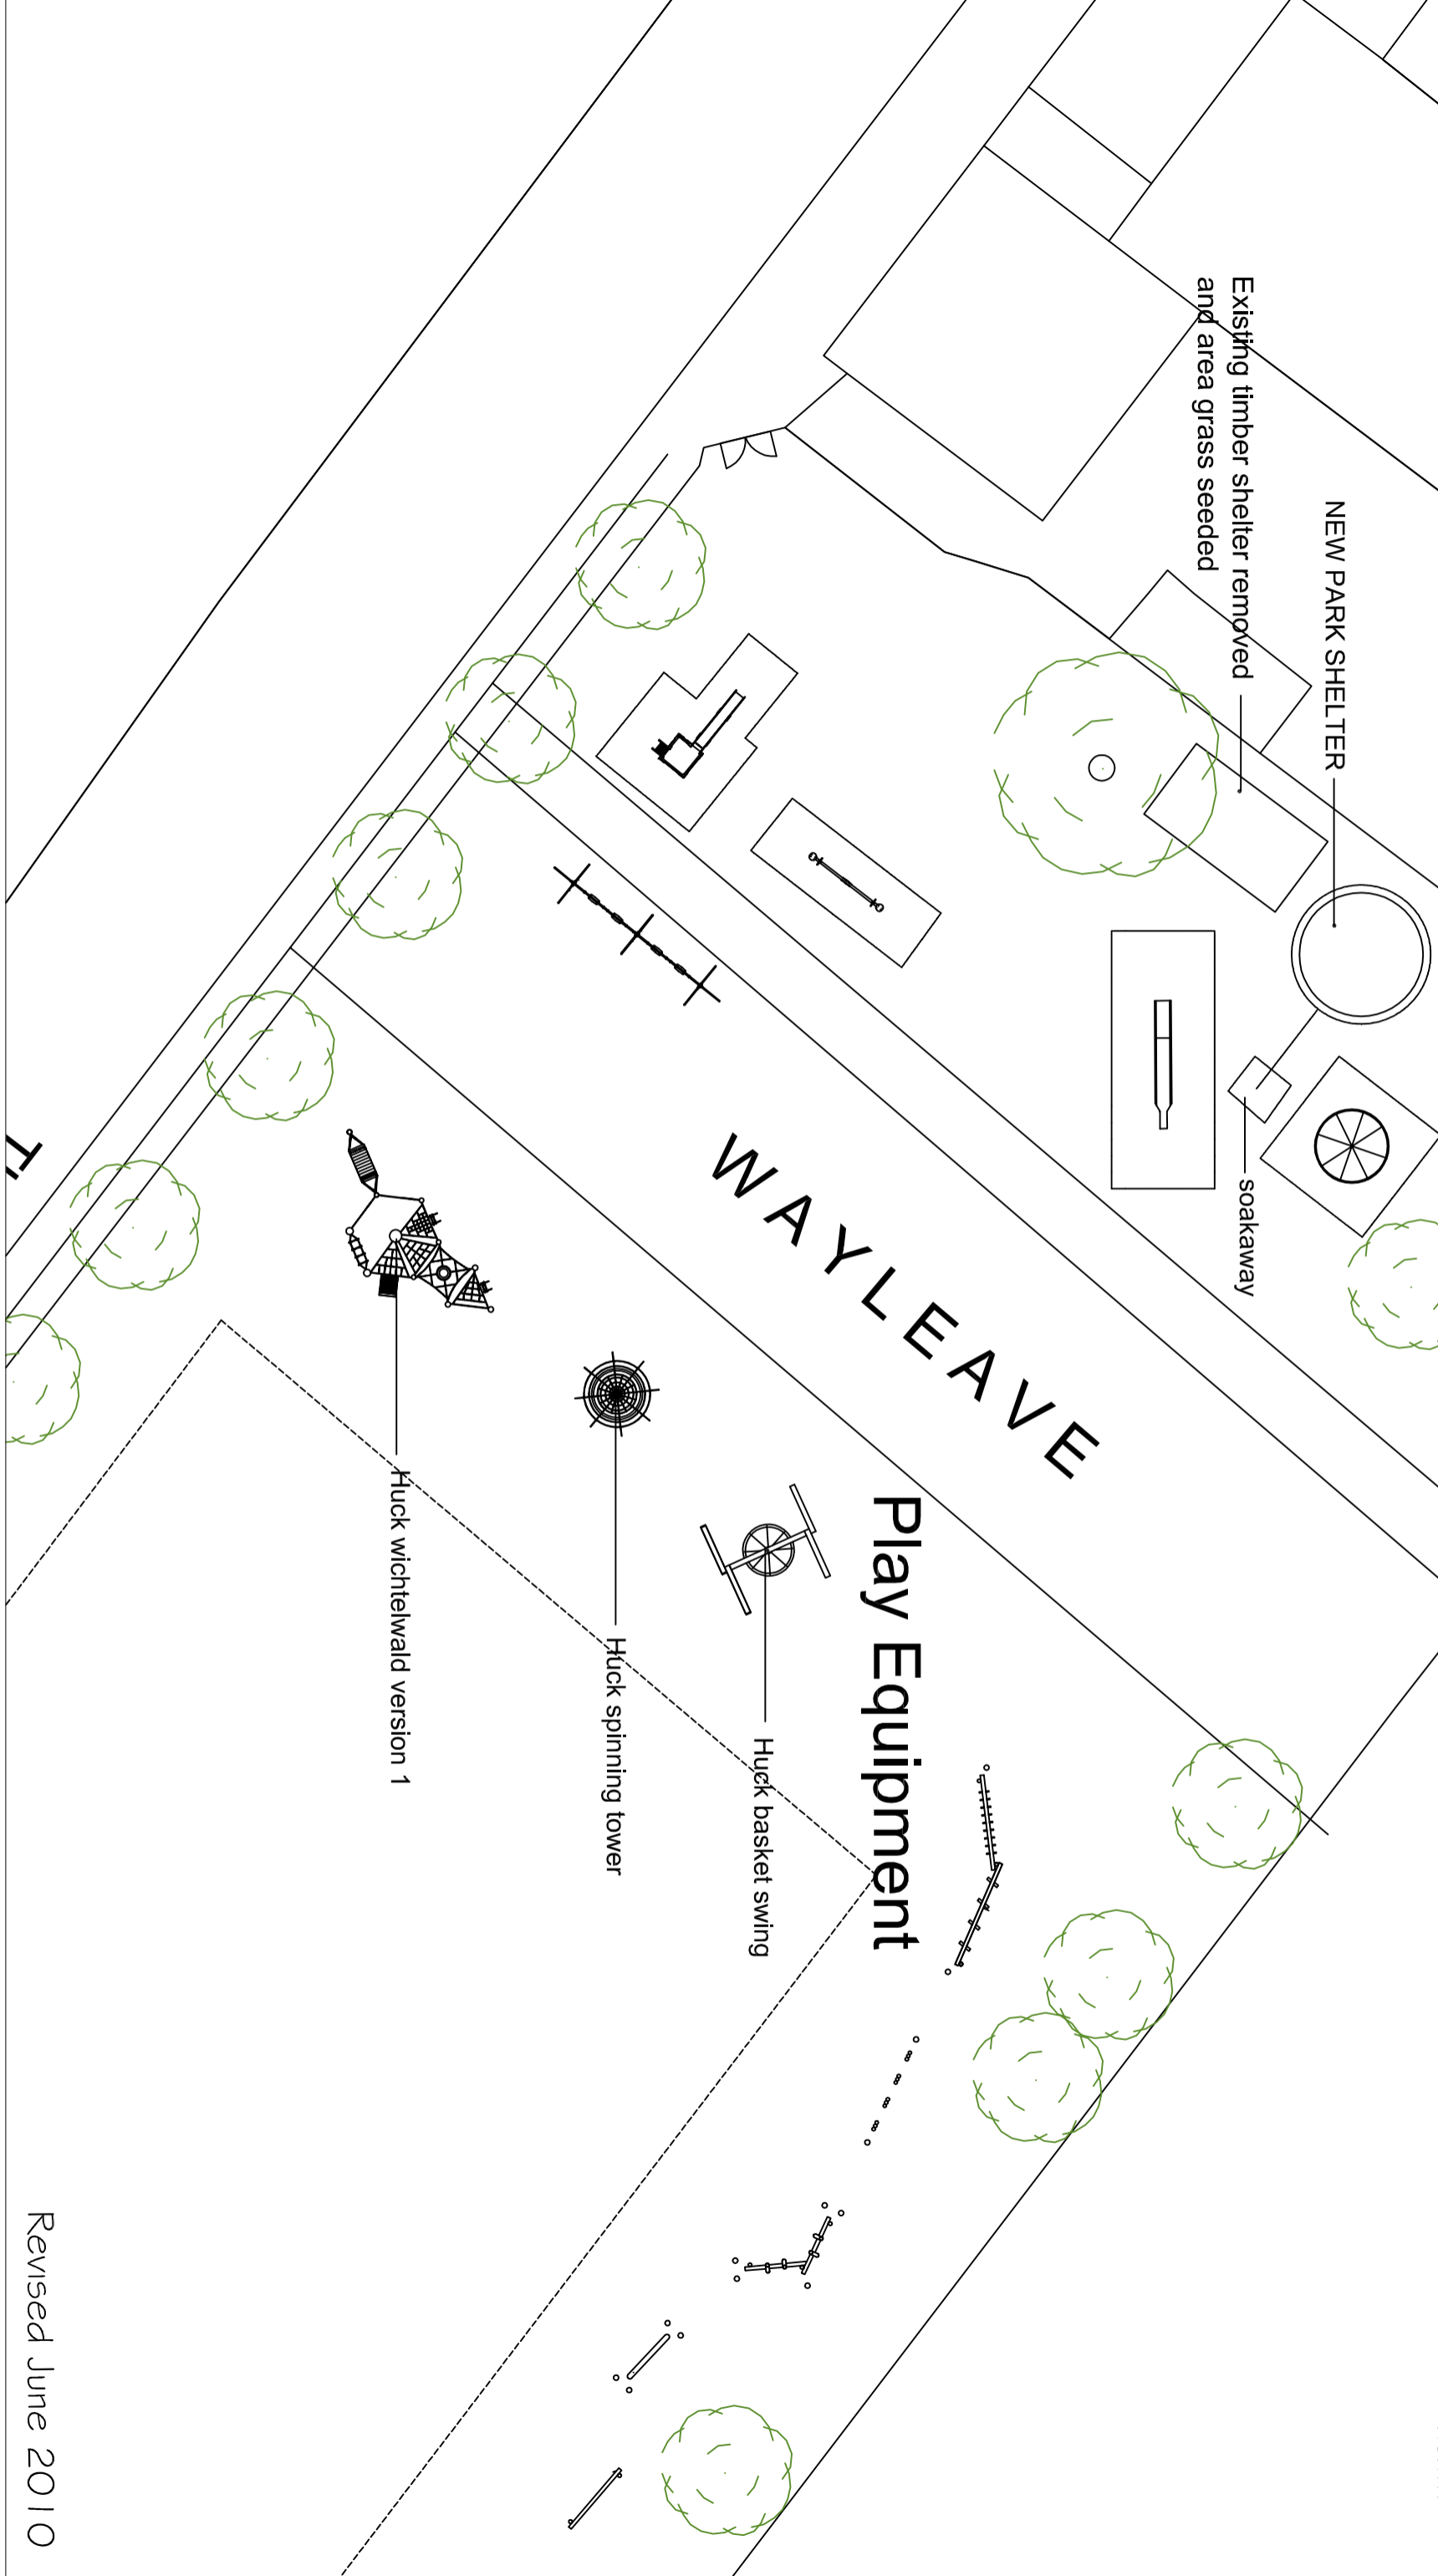 NEW PARK SHELTER
Existing timber shelter removed
and area grass seeded
soakaway
WAYLEAVE
Play Equipment
Huck basket swing
Huck spinning tower
Huck wichtelwald version 1
Revised June 2010